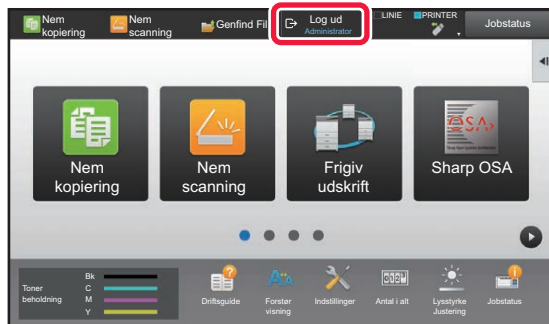 Nem
kopiering
Nem
scanning
Genfind Fil
Log ud
Administrator
LINIE
PRINTER
Jobstatus
Nem
kopiering
Nem
scanning
Frigiv
udskrift
OSA
Sharp OSA
Toner
beholdning
Bk
C
M
Y
Driftsguide
Forstør
visning
Indstillinger
Antal i alt
Lysstyrke
Justering
Jobstatus